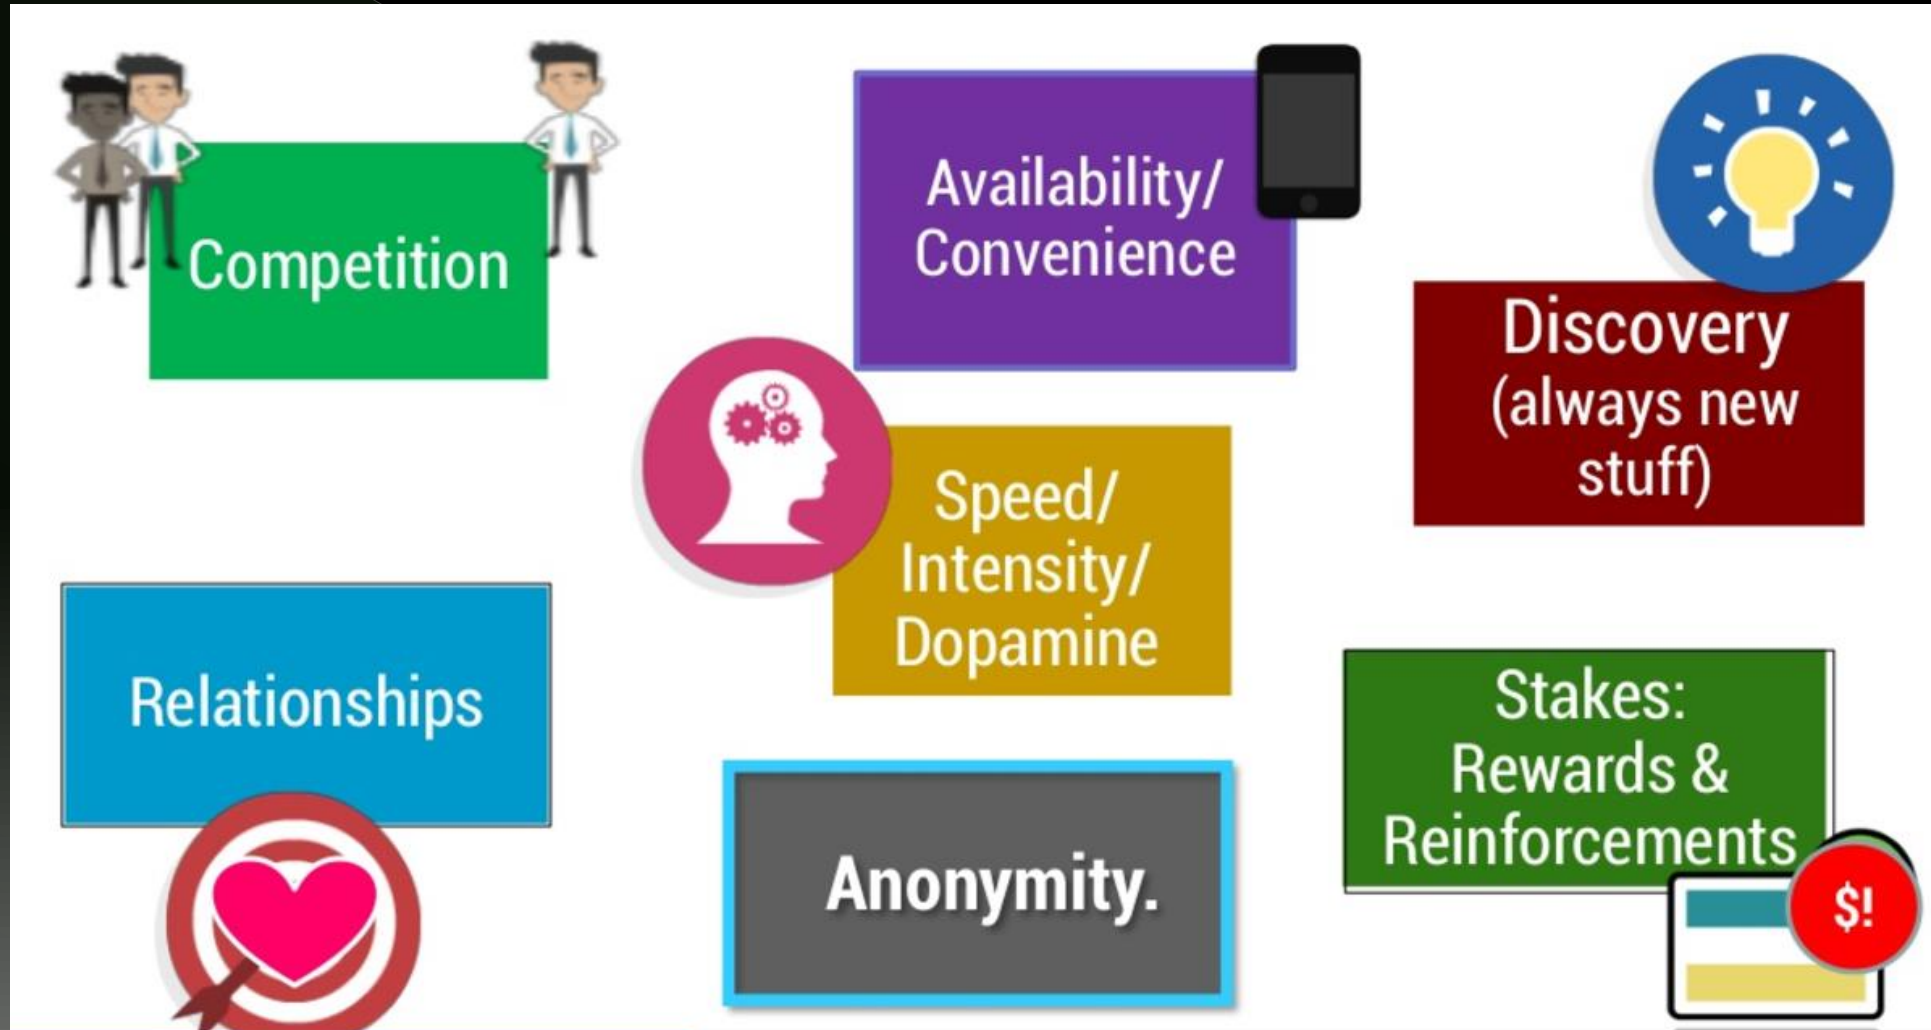 Competition
Availability/
Convenience
Discovery
(always new
stuff)
Speed/
Intensity/
Dopamine
Relationships
Anonymity.
Stakes:
Rewards &
Reinforcements
$!